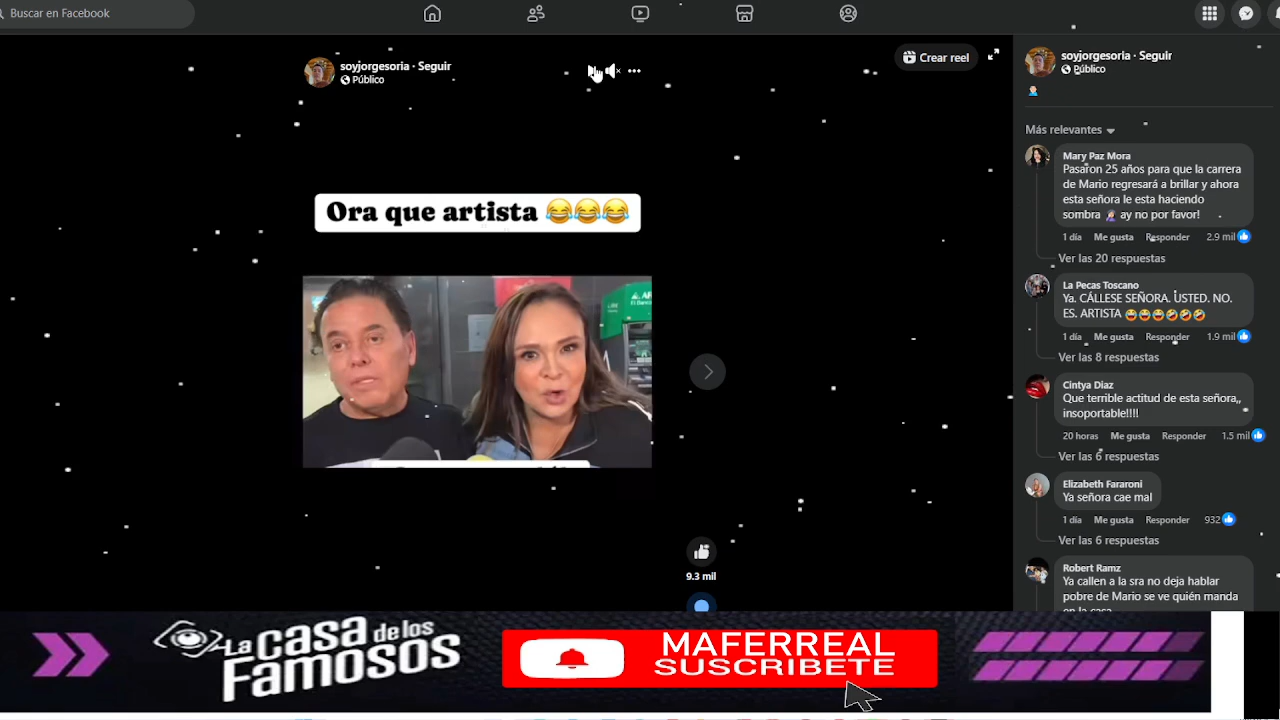 Buscar en Facebook
soyjorgesoria · Seguir
Público
Crear reel
Ora que artista 😂😂😂
9.3 mil
soyjorgesoria · Seguir
Público
🤦🏻‍♂️
Más relevantes
Mary Paz Mora
Pasaron 25 años para que la carrera
de Mario regresará a brillar y ahora
esta señora le esta haciendo
sombra 🤦🏻‍♀️ ay no por favor!
1 día Me gusta Responder 2.9 mil
Ver las 20 respuestas
La Pecas Toscano
Ya. CÁLLESE SEÑORA. USTED. NO.
ES. ARTISTA 😂😂😂🤣🤣🤣
1 día Me gusta Responder 1.9 mil
Ver las 8 respuestas
Cintya Diaz
Que terrible actitud de esta señora,,
insoportable!!!!
20 horas Me gusta Responder 1.5 mil
Ver las 6 respuestas
Elizabeth Fararoni
Ya señora cae mal
1 día Me gusta Responder 932
Ver las 6 respuestas
Robert Ramz
Ya callen a la sra no deja hablar
pobre de Mario se ve quién manda
en la casa
La casa de los
Famosos
MAFERREAL
SUSCRIBETE